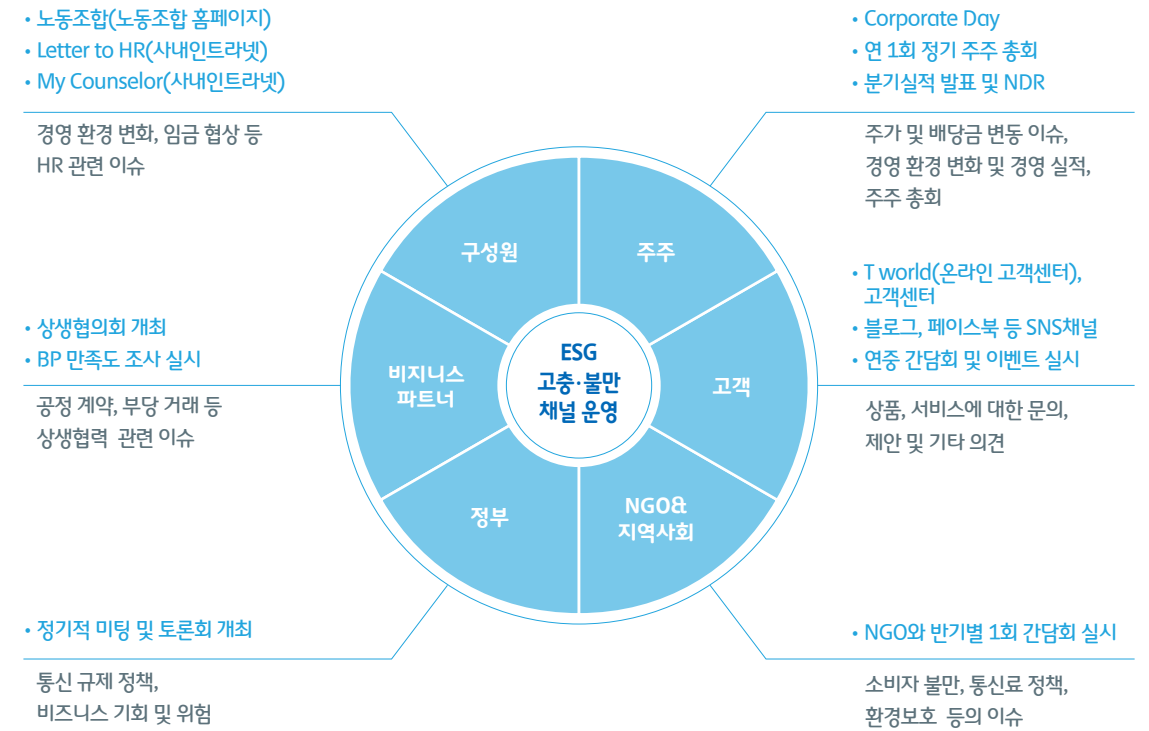 • 노동조합(노동조합 홈페이지)
• Letter to HR(사내인트라넷)
• My Counselor(사내인트라넷)
경영 환경 변화, 임금 협상 등
HR 관련 이슈
• Corporate Day
• 연 1회 정기 주주 총회
• 분기실적 발표 및 NDR
주가 및 배당금 변동 이슈,
경영 환경 변화 및 경영 실적,
주주 총회
구성원
주주
• 상생협의회 개최
• BP 만족도 조사 실시
공정 계약, 부당 거래 등
상생협력 관련 이슈
비지니스
파트너
ESG
고충·불만
채널 운영
고객
• T world(온라인 고객센터),
고객센터
• 블로그, 페이스북 등 SNS채널
• 연중 간담회 및 이벤트 실시
상품, 서비스에 대한 문의,
제안 및 기타 의견
정부
NGO&
지역사회
• 정기적 미팅 및 토론회 개최
통신 규제 정책,
비즈니스 기회 및 위험
• NGO와 반기별 1회 간담회 실시
소비자 불만, 통신료 정책,
환경보호 등의 이슈